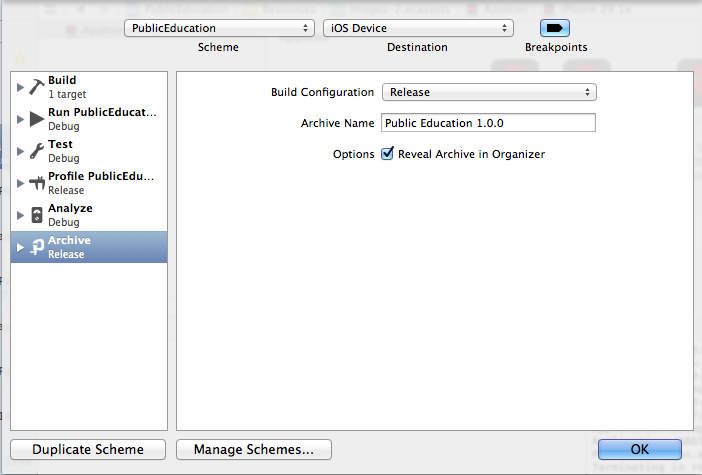 PublicEducation
iOS Device
Scheme
Destination
Breakpoints
Build
1 target
Run PublicEducat...
Debug
Test
Debug
Profile PublicEdu...
Release
Analyze
Debug
Archive
Release
Build Configuration
Release
Archive Name
Public Education 1.0.0
Options
Reveal Archive in Organizer
Duplicate Scheme
Manage Schemes...
OK
Terminating in